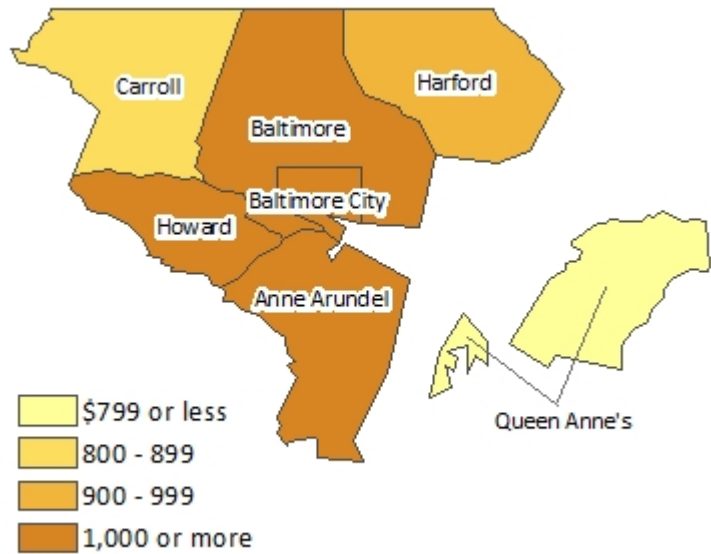 Carroll
Harford
Baltimore
Baltimore City
Howard
Anne Arundel
Queen Anne's
$799 or less
800 - 899
900 - 999
1,000 or more